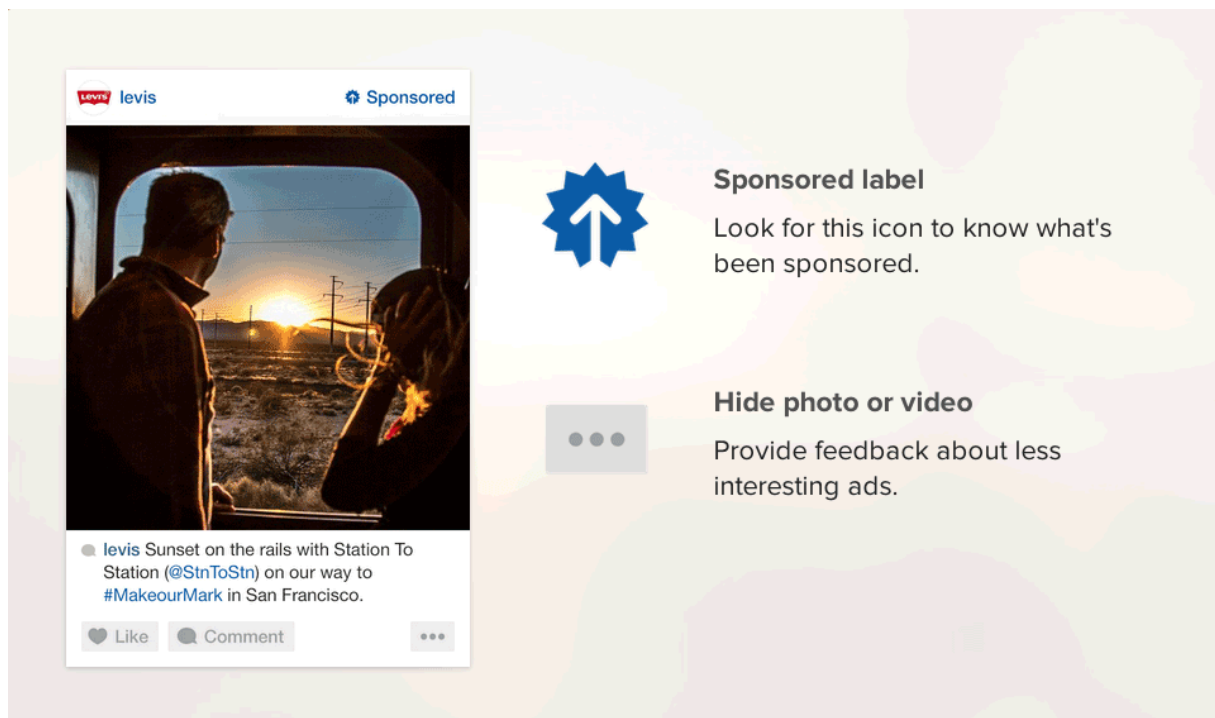 LEVI'S
levis
Sponsored
levis Sunset on the rails with Station To
Station (@StnToStn) on our way to
#MakeourMark in San Francisco.
Like
Comment
Sponsored label
Look for this icon to know what's
been sponsored.
Hide photo or video
Provide feedback about less
interesting ads.